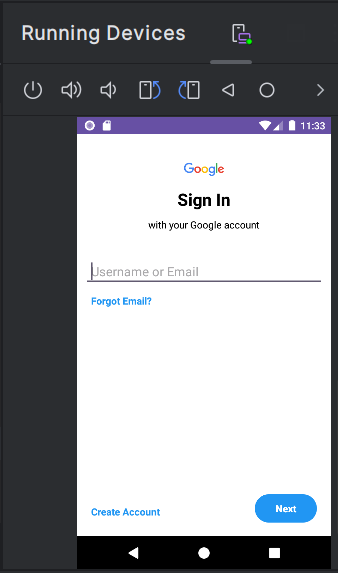 Running Devices
11:33
Google
Sign In
with your Google account
Username or Email
Forgot Email?
Create Account
Next